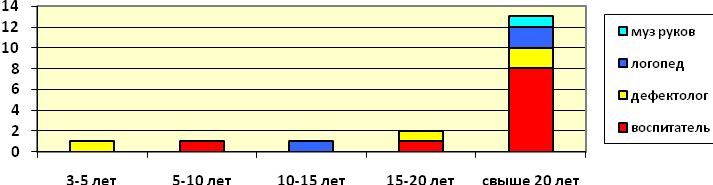 14
12
10
8
6
4
2
0
3-5 лет 5-10 лет 10-15 лет 15-20 лет свыше 20 лет
муз руков
логопед
дефектолог
воспитатель